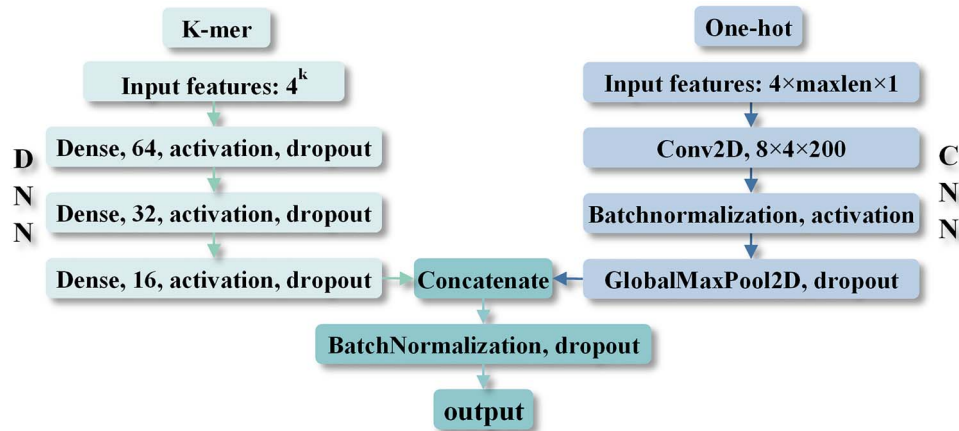 K-mer
One-hot
Input features: 4^k
Input features: 4×maxlen×1
Dense, 64, activation, dropout
Conv2D, 8×4×200
Dense, 32, activation, dropout
Batchnormalization, activation
Dense, 16, activation, dropout
Concatenate
GlobalMaxPool2D, dropout
BatchNormalization, dropout
output
D
N
N
C
N
N